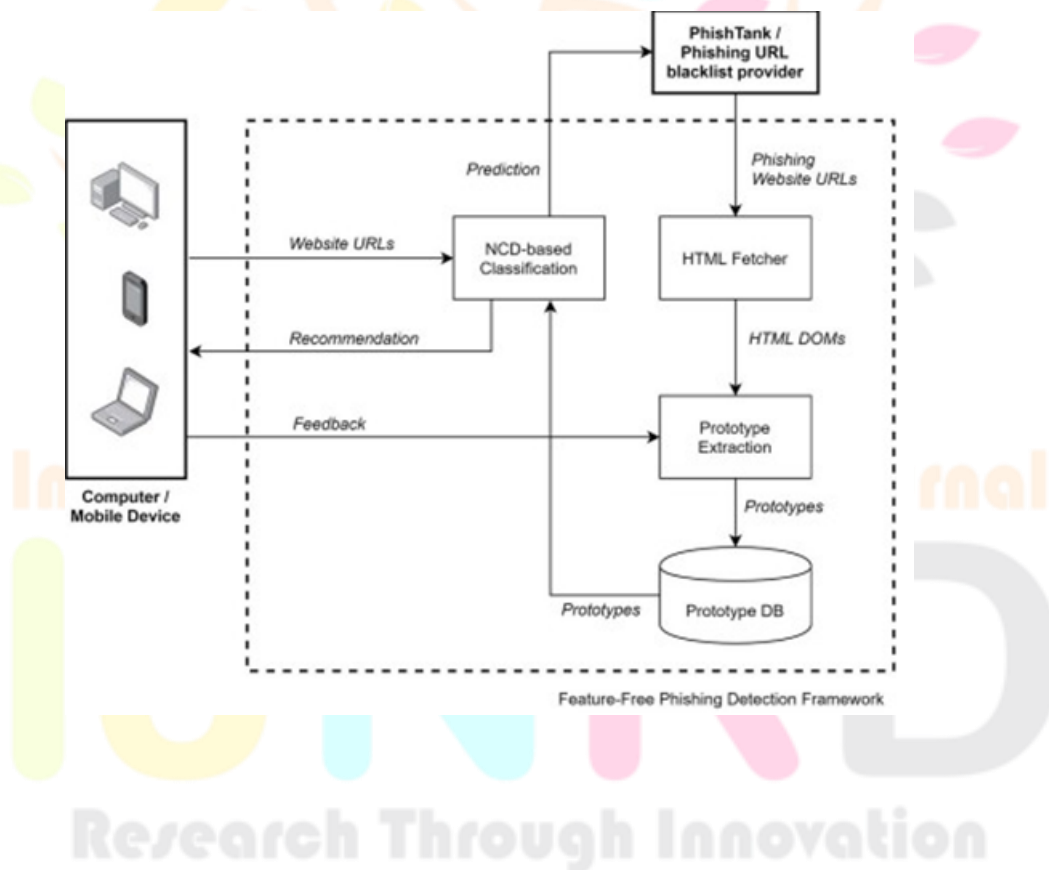 PhishTank /
Phishing URL
blacklist provider
Prediction
Phishing
Website URLs
Website URLs
NCD-based
Classification
HTML Fetcher
Recommendation
HTML DOMs
Feedback
Prototype
Extraction
Computer /
Mobile Device
Prototypes
Prototypes
Prototype DB
Feature-Free Phishing Detection Framework
Research Through Innovation